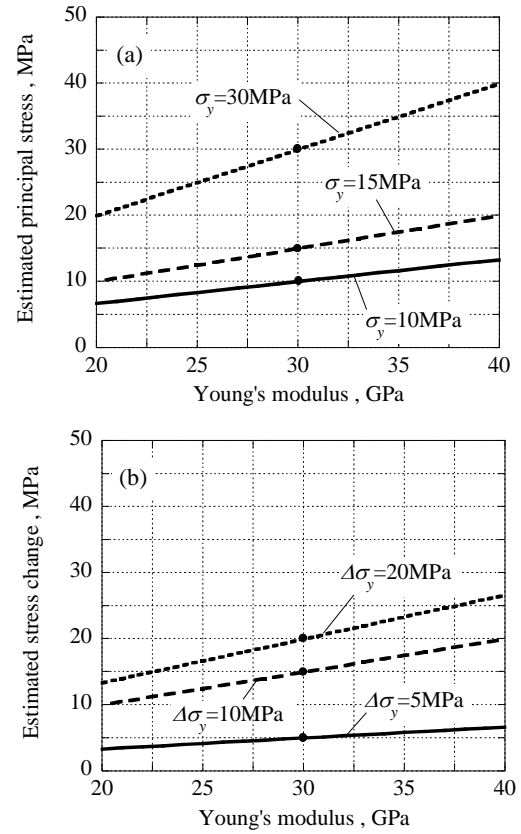 50
(a)
40
σy=30MPa
30
σy=15MPa
20
10
σy=10MPa
0
20 25 30 35 40
Estimated principal stress , MPa
Young's modulus , GPa
50
(b)
40
30
Δσy=20MPa
20
10
Δσy=10MPa
Δσy=5MPa
0
20 25 30 35 40
Estimated stress change , MPa
Young's modulus , GPa